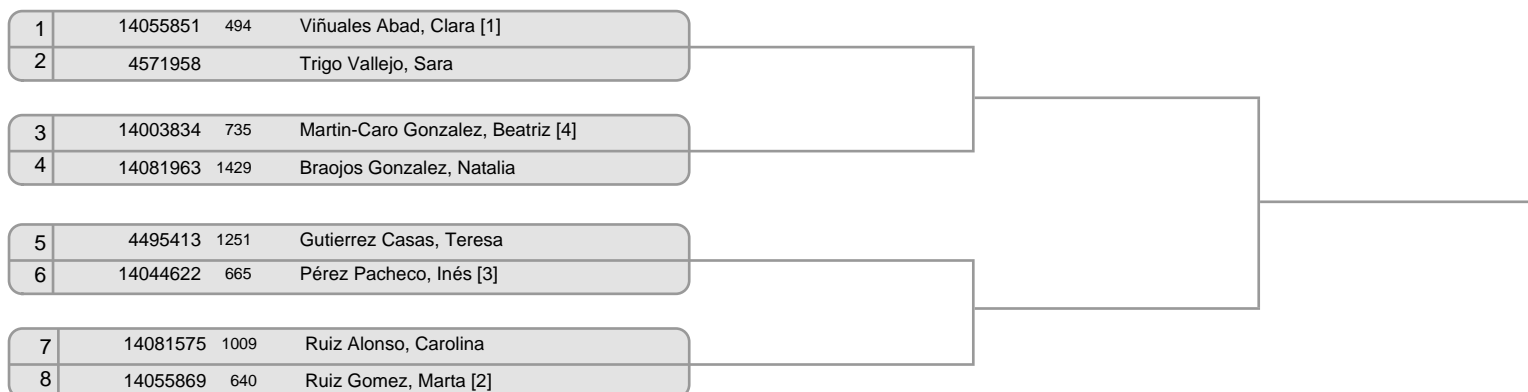 1 14055851 494 Viñuales Abad, Clara [1]
2 4571958 Trigo Vallejo, Sara
3 14003834 735 Martin-Caro Gonzalez, Beatriz [4]
4 14081963 1429 Braojos Gonzalez, Natalia
5 4495413 1251 Gutierrez Casas, Teresa
6 14044622 665 Pérez Pacheco, Inés [3]
7 14081575 1009 Ruiz Alonso, Carolina
8 14055869 640 Ruiz Gomez, Marta [2]